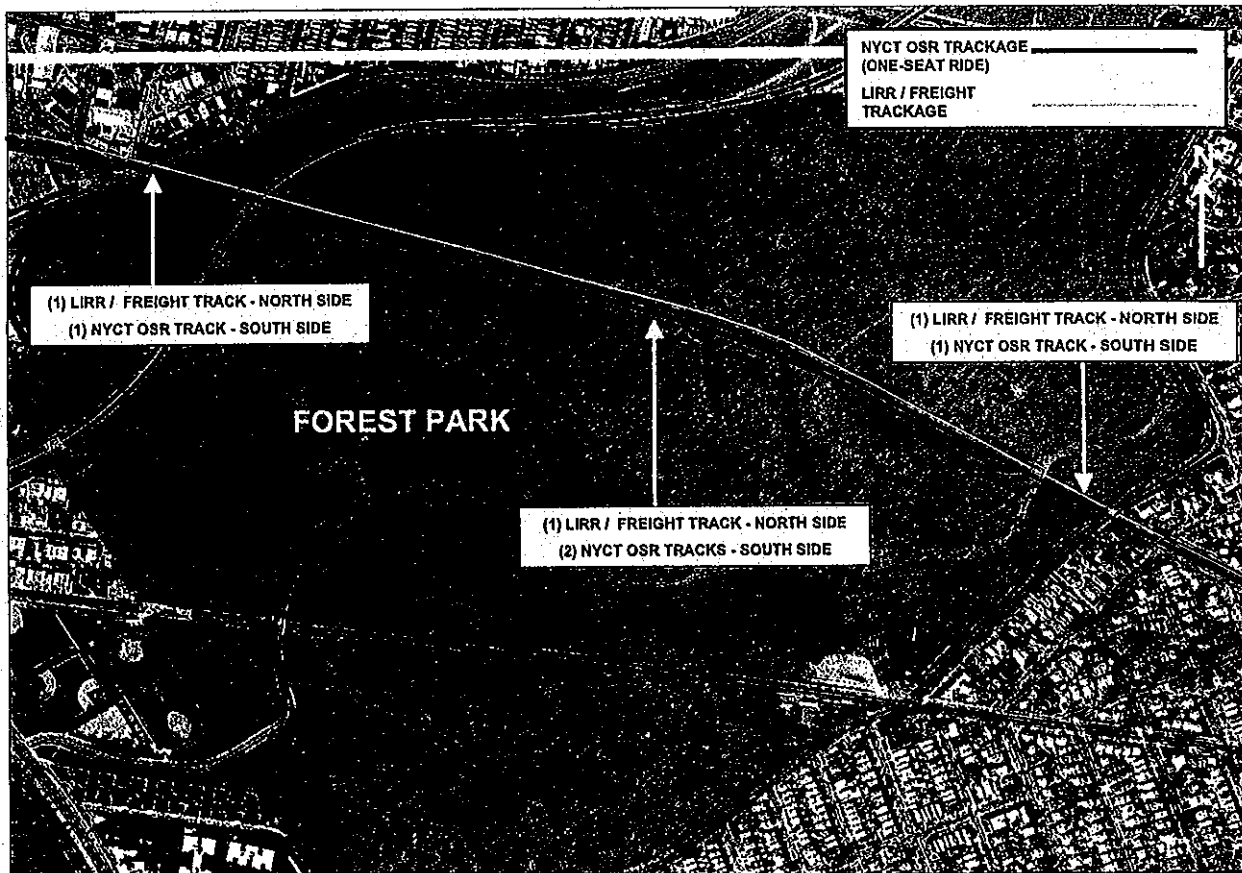 NYCT OSR TRACKAGE
(ONE-SEAT RIDE)
LIRR / FREIGHT
TRACKAGE
N
(1) LIRR / FREIGHT TRACK - NORTH SIDE
(1) NYCT OSR TRACK - SOUTH SIDE
(1) LIRR / FREIGHT TRACK - NORTH SIDE
(1) NYCT OSR TRACK - SOUTH SIDE
FOREST PARK
(1) LIRR / FREIGHT TRACK - NORTH SIDE
(2) NYCT OSR TRACKS - SOUTH SIDE